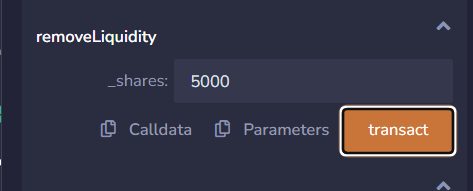 removeLiquidity
_shares: 5000
Calldata Parameters transact